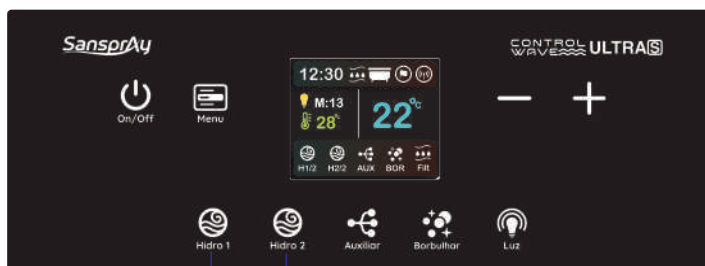 Sanspray
CONTROL WAVE ULTRA S
On/Off
Menu
12:30
M:13
28°
22°c
H1/2 H2/2 AUX BOR Filt
Hidro 1
Hidro 2
Auxiliar
Borbulhar
Luz